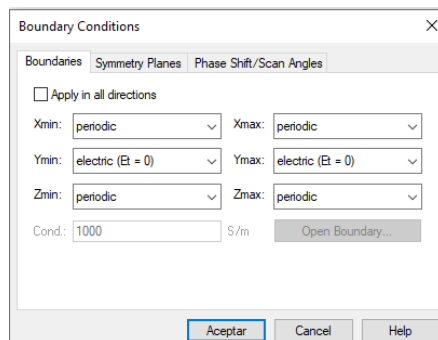 Boundary Conditions
Boundaries Symmetry Planes Phase Shift/Scan Angles
Apply in all directions
Xmin: periodic Xmax: periodic
Ymin: electric (Et = 0) Ymax: electric (Et = 0)
Zmin: periodic Zmax: periodic
Cond.: 1000 S/m Open Boundary...
Aceptar Cancel Help